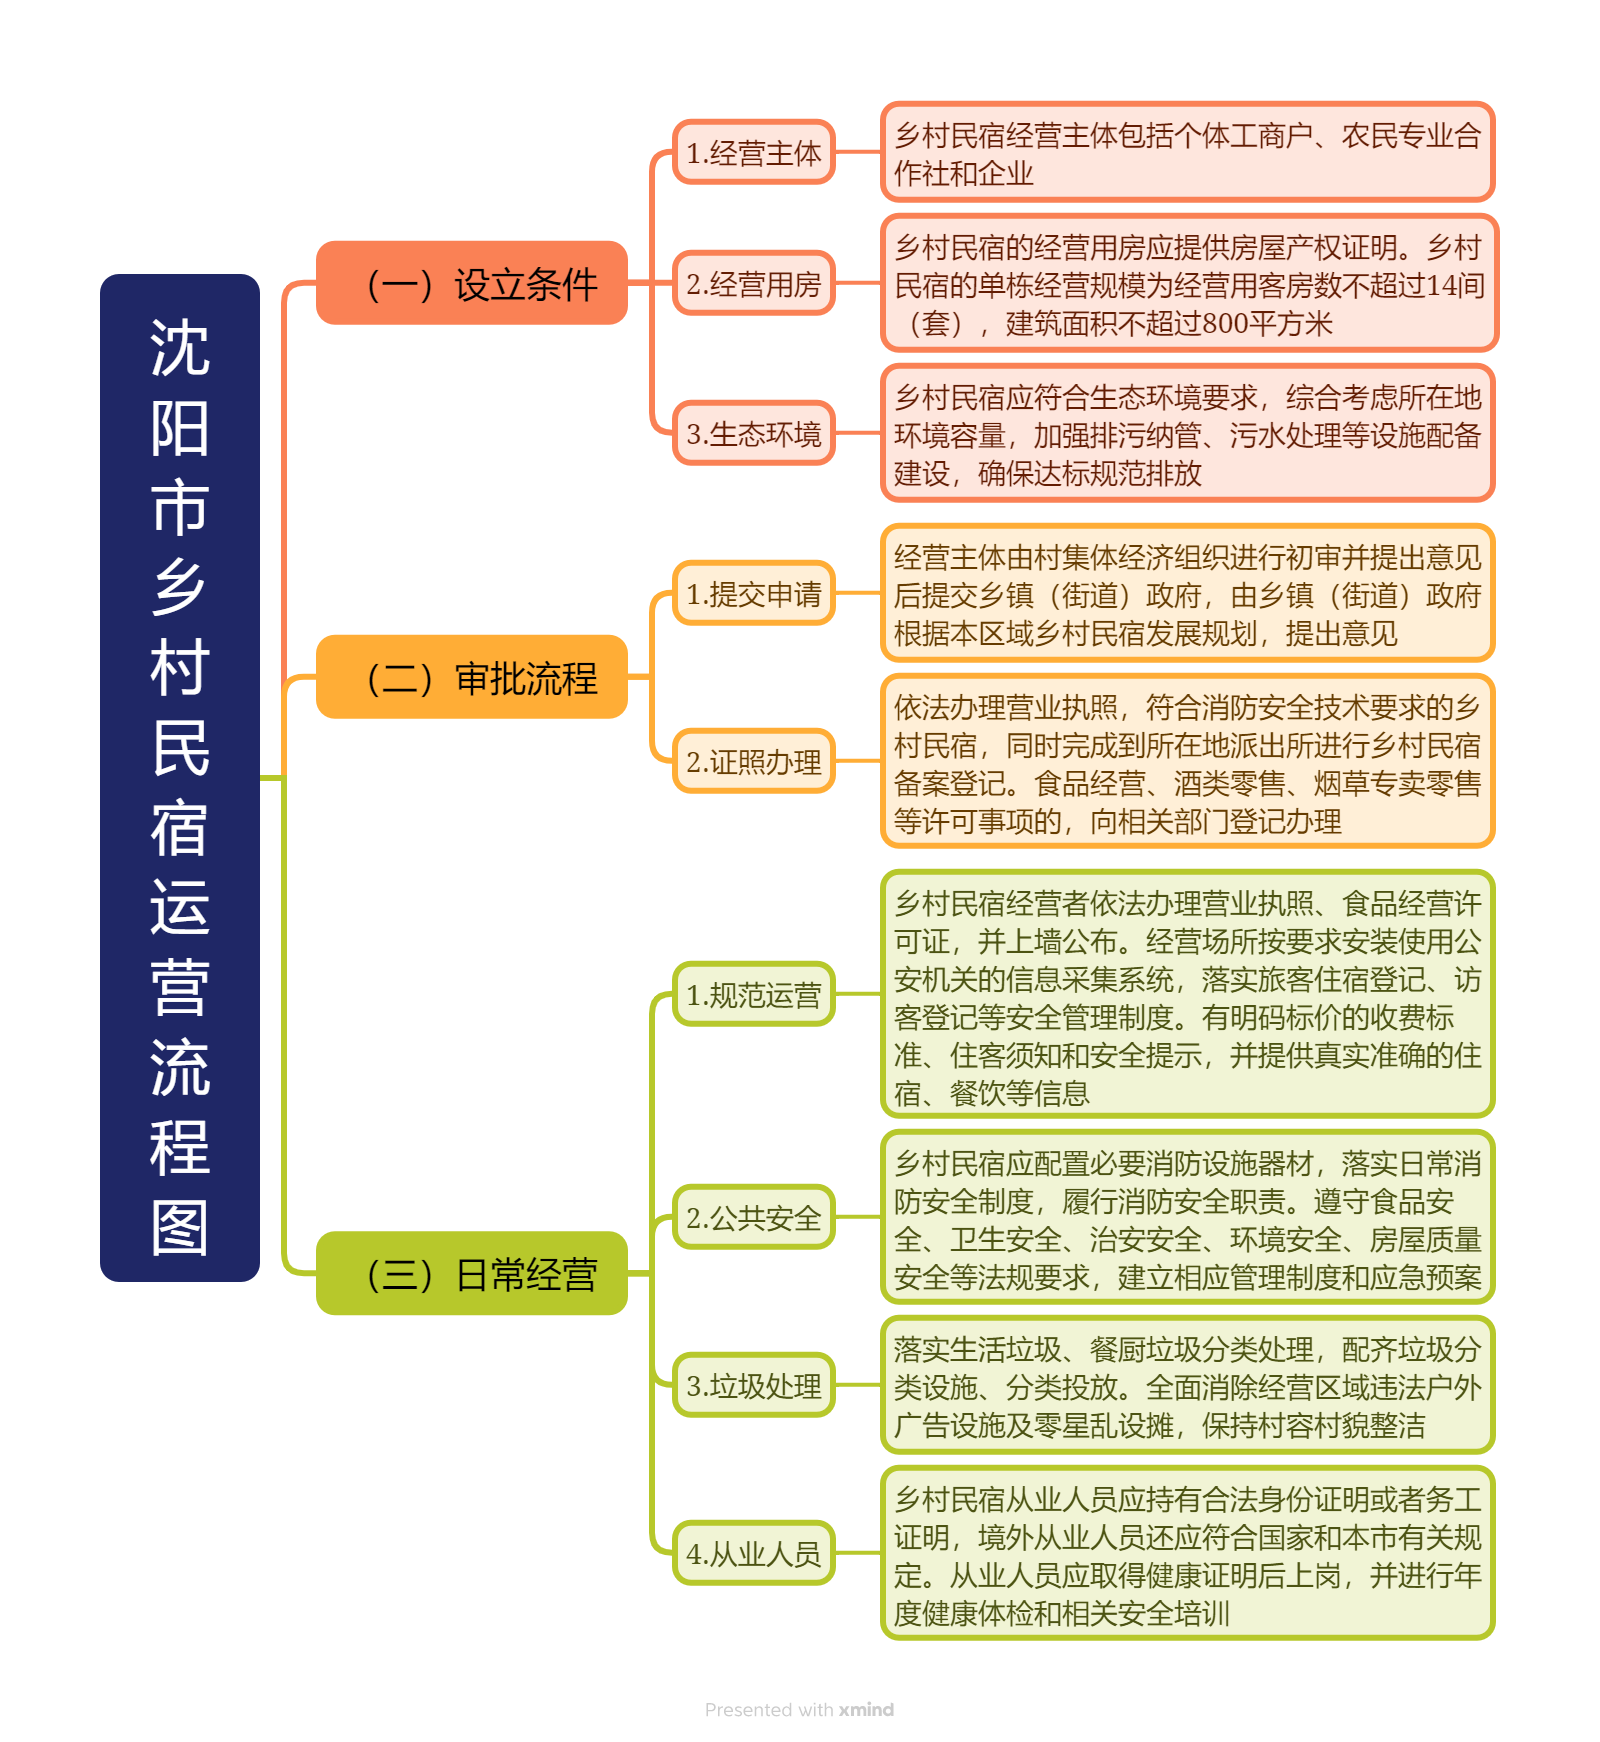 沈阳市乡村民宿运营流程图
（一）设立条件
1.经营主体
乡村民宿经营主体包括个体工商户、农民专业合
作社和企业
2.经营用房
乡村民宿的经营用房应提供房屋产权证明。乡村
民宿的单栋经营规模为经营用客房数不超过14间
（套），建筑面积不超过800平方米
3.生态环境
乡村民宿应符合生态环境要求，综合考虑所在地
环境容量，加强排污纳管、污水处理等设施配备
建设，确保达标规范排放
（二）审批流程
1.提交申请
经营主体由村集体经济组织进行初审并提出意见
后提交乡镇（街道）政府，由乡镇（街道）政府
根据本区域乡村民宿发展规划，提出意见
2.证照办理
依法办理营业执照，符合消防安全技术要求的乡
村民宿，同时完成到所在地派出所进行乡村民宿
备案登记。食品经营、酒类零售、烟草专卖零售
等许可事项的，向相关部门登记办理
（三）日常经营
1.规范运营
乡村民宿经营者依法办理营业执照、食品经营许
可证，并上墙公布。经营场所按要求安装使用公
安机关的信息采集系统，落实旅客住宿登记、访
客登记等安全管理制度。有明码标价的收费标
准、住客须知和安全提示，并提供真实准确的住
宿、餐饮等信息
2.公共安全
乡村民宿应配置必要消防设施器材，落实日常消
防安全制度，履行消防安全职责。遵守食品安
全、卫生安全、治安安全、环境安全、房屋质量
安全等法规要求，建立相应管理制度和应急预案
3.垃圾处理
落实生活垃圾、餐厨垃圾分类处理，配齐垃圾分
类设施、分类投放。全面消除经营区域违法户外
广告设施及零星乱设摊，保持村容村貌整洁
4.从业人员
乡村民宿从业人员应持有合法身份证明或者务工
证明，境外从业人员还应符合国家和本市有关规
定。从业人员应取得健康证明后上岗，并进行年
度健康体检和相关安全培训
Presented with xmind